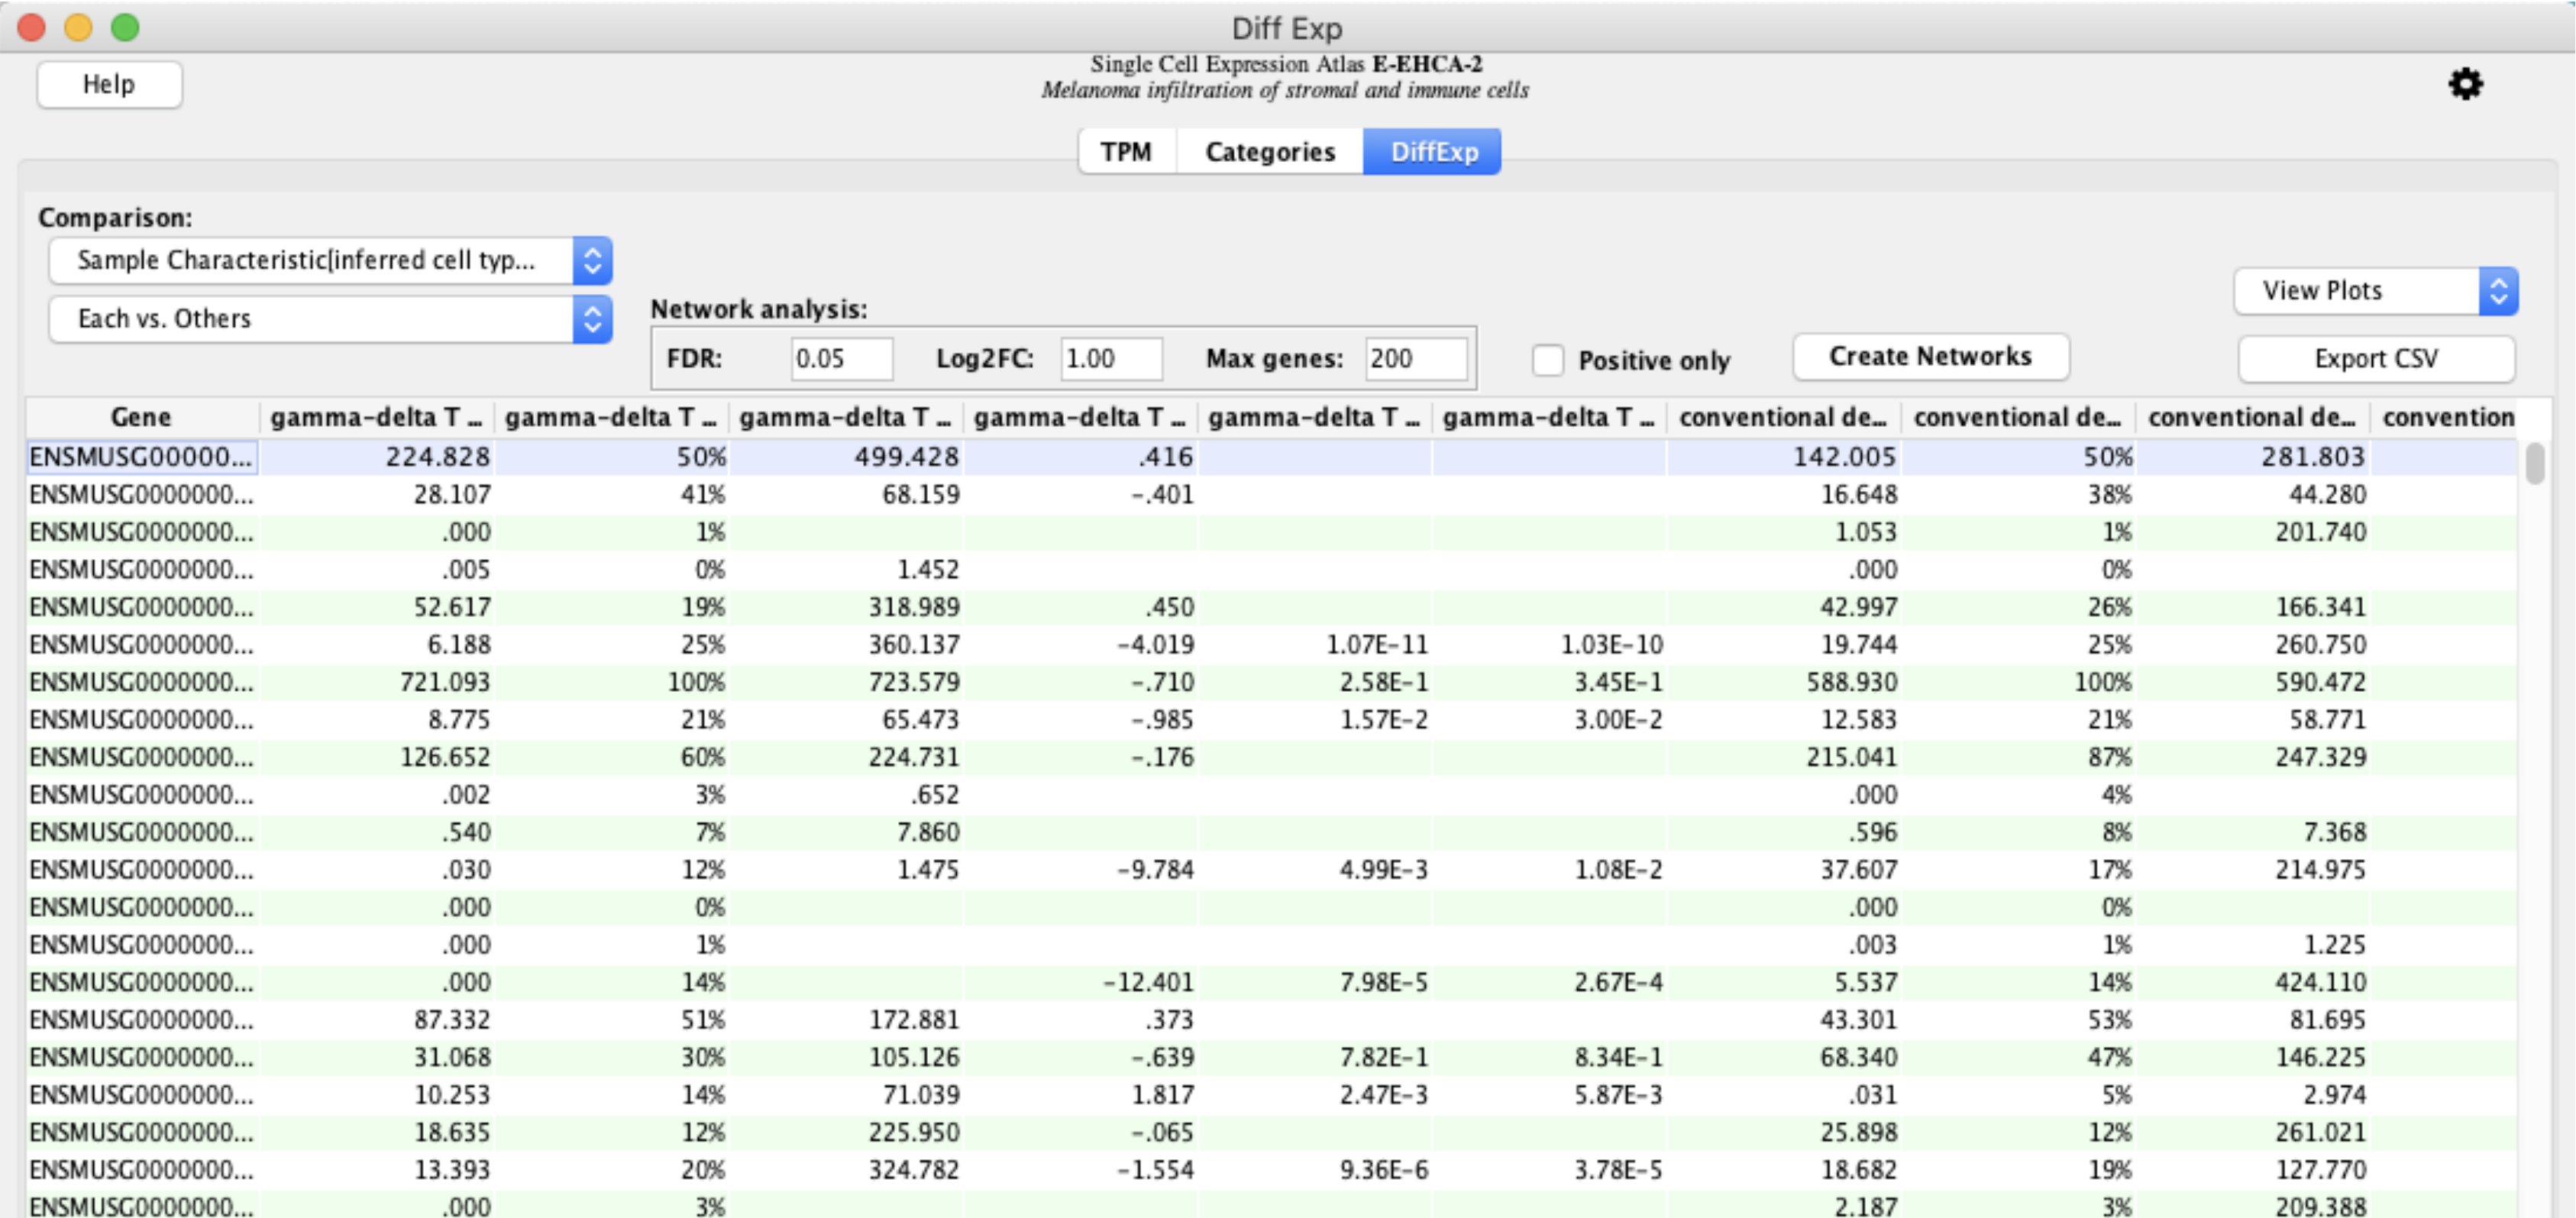 Diff Exp
Help
Single Cell Expression Atlas E-EHCA-2
Melanoma infiltration of stromal and immune cells
TPM Categories DiffExp
Comparison:
Sample Characteristic[inferred cell typ...
Each vs. Others
Network analysis:
FDR: 0.05 Log2FC: 1.00 Max genes: 200
Positive only
Create Networks
View Plots
Export CSV
Gene gamma-delta T ... gamma-delta T ... gamma-delta T ... gamma-delta T ... gamma-delta T ... gamma-delta T ... conventional de... conventional de... conventional de... convention
ENSMUSG00000... 224.828 50% 499.428 .416 142.005 50% 281.803
ENSMUSG0000000... 28.107 41% 68.159 -.401 16.648 38% 44.280
ENSMUSG0000000... .000 1% 1.053 1% 201.740
ENSMUSG0000000... .005 0% 1.452 .000 0%
ENSMUSG0000000... 52.617 19% 318.989 .450 42.997 26% 166.341
ENSMUSG0000000... 6.188 25% 360.137 -4.019 1.07E-11 1.03E-10 19.744 25% 260.750
ENSMUSG0000000... 721.093 100% 723.579 -.710 2.58E-1 3.45E-1 588.930 100% 590.472
ENSMUSG0000000... 8.775 21% 65.473 -.985 1.57E-2 3.00E-2 12.583 21% 58.771
ENSMUSG0000000... 126.652 60% 224.731 -.176 215.041 87% 247.329
ENSMUSG0000000... .002 3% .652 .000 4%
ENSMUSG0000000... .540 7% 7.860 .596 8% 7.368
ENSMUSG0000000... .030 12% 1.475 -9.784 4.99E-3 1.08E-2 37.607 17% 214.975
ENSMUSG0000000... .000 0% .000 0%
ENSMUSG0000000... .000 1% .003 1% 1.225
ENSMUSG0000000... .000 14% -12.401 7.98E-5 2.67E-4 5.537 14% 424.110
ENSMUSG0000000... 87.332 51% 172.881 .373 43.301 53% 81.695
ENSMUSG0000000... 31.068 30% 105.126 -.639 7.82E-1 8.34E-1 68.340 47% 146.225
ENSMUSG0000000... 10.253 14% 71.039 1.817 2.47E-3 5.87E-3 .031 5% 2.974
ENSMUSG0000000... 18.635 12% 225.950 -.065 25.898 12% 261.021
ENSMUSG0000000... 13.393 20% 324.782 -1.554 9.36E-6 3.78E-5 18.682 19% 127.770
ENSMUSG0000000... .000 3% 2.187 3% 209.388